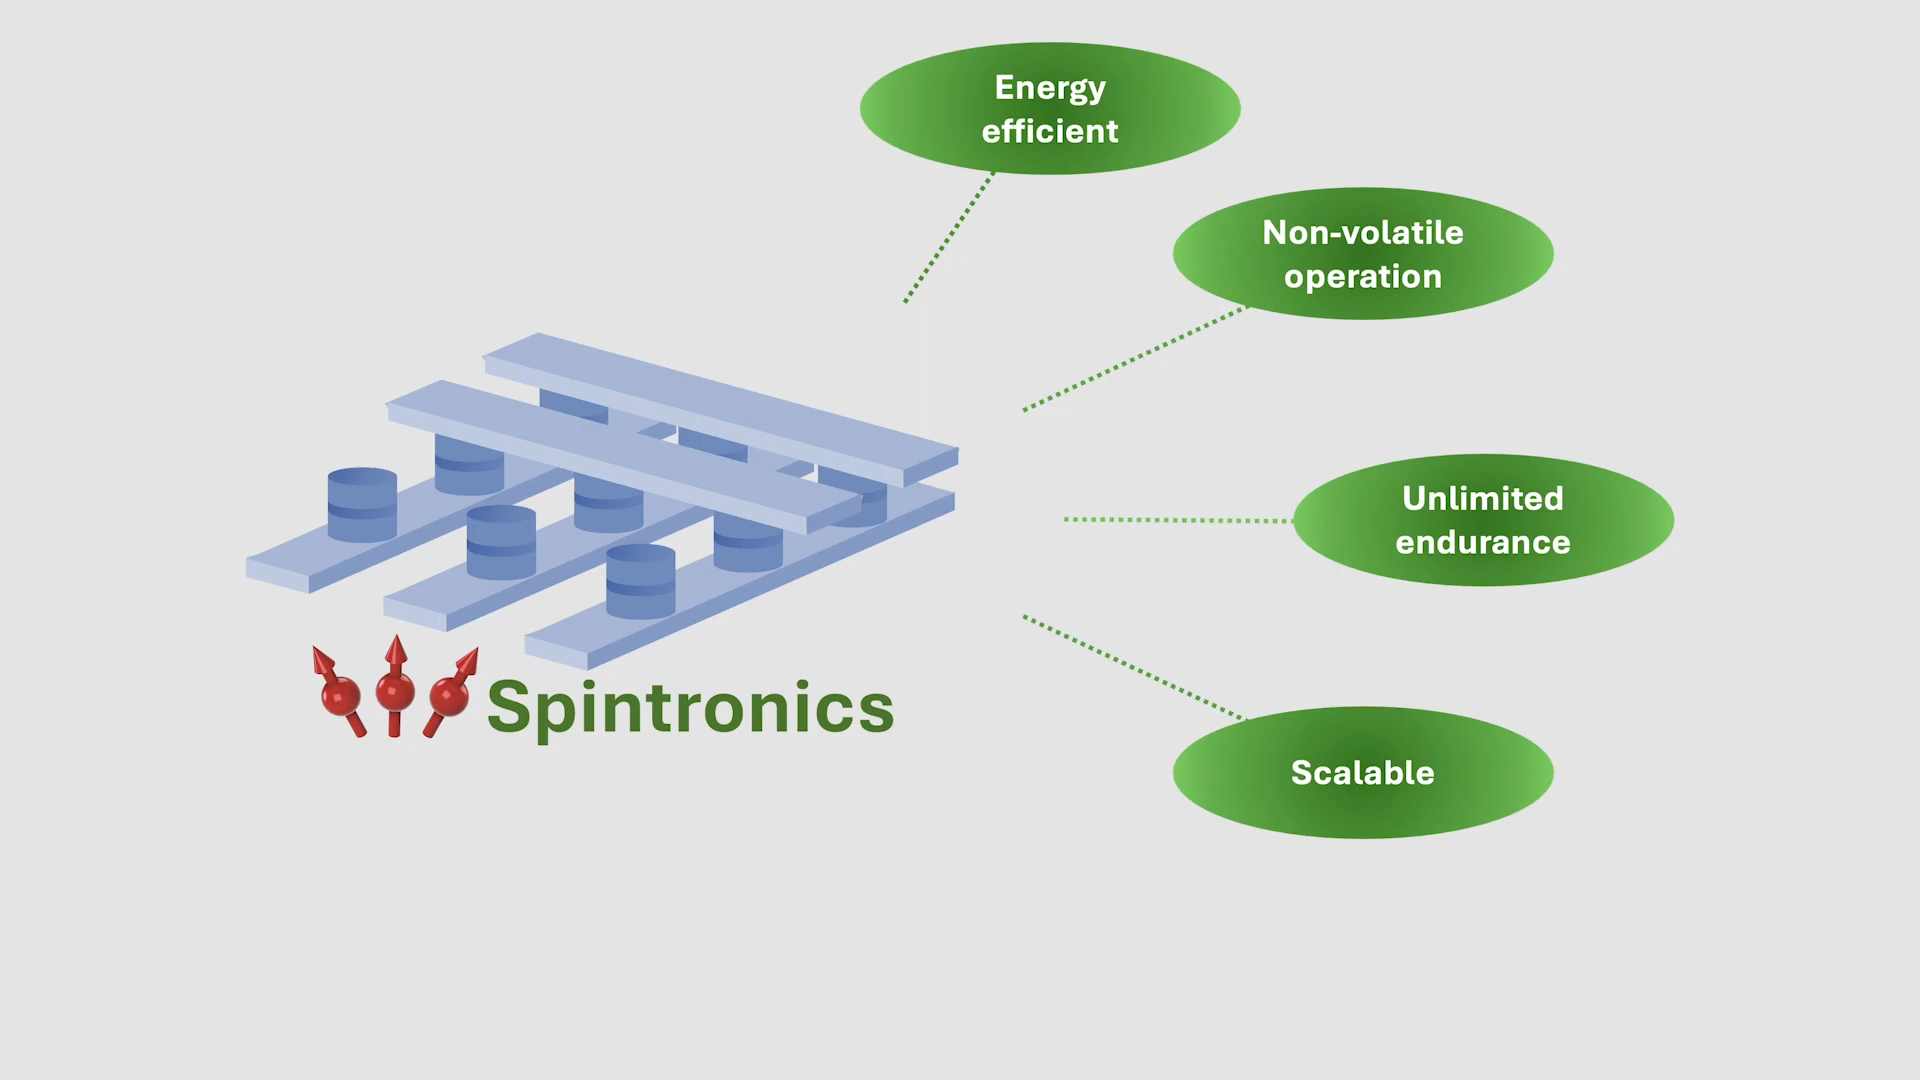 Energy
efficient
Non-volatile
operation
Unlimited
endurance
Spintronics
Scalable